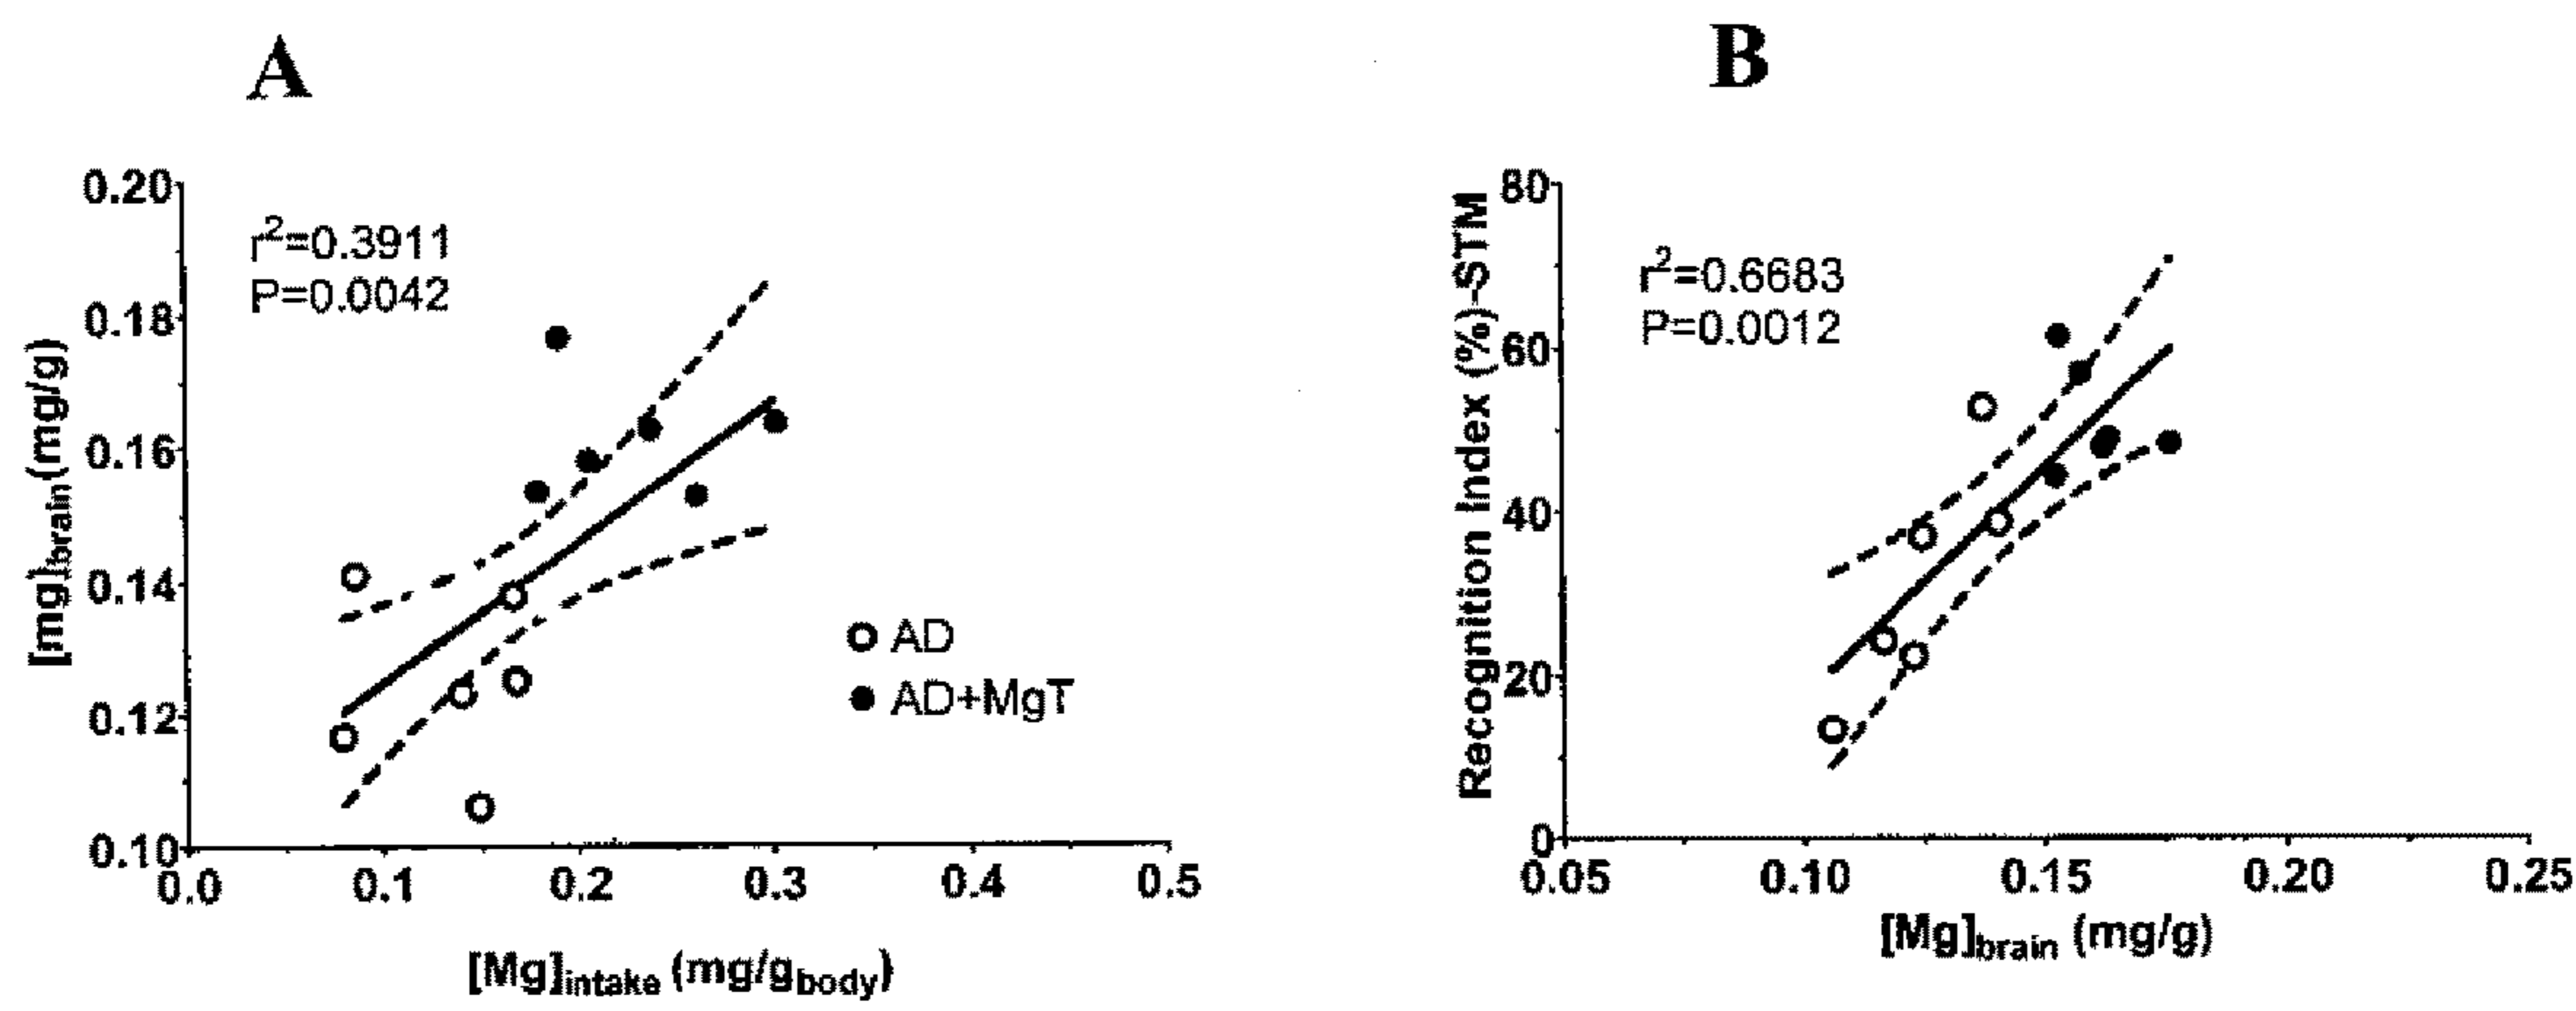 A
B
0.20
0.18
0.16
0.14
0.12
0.10
[mg]brain(mg/g)
r²=0.3911
P=0.0042
AD
AD+MgT
0.0
0.1
0.2
0.3
0.4
0.5
[Mg]intake (mg/gbody)
80
60
40
20
0
Recognition Index (%)-STM
r²=0.6683
P=0.0012
0.05
0.10
0.15
0.20
0.25
[Mg]brain (mg/g)